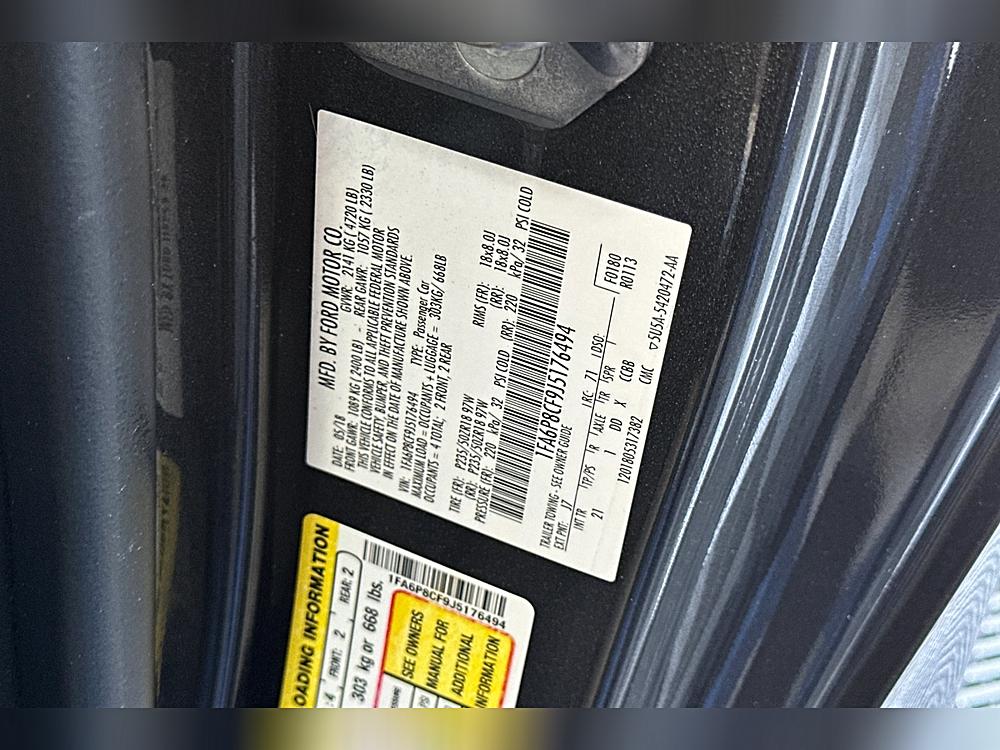 MFD. BY FORD MOTOR CO.
DATE: 05/18 GVWR: 2141 KG ( 4720 LB)
FRONT GAWR: 1089 KG ( 2400 LB) - REAR GAWR: 1057 KG ( 2330 LB)
THIS VEHICLE CONFORMS TO ALL APPLICABLE FEDERAL MOTOR
VEHICLE SAFETY, BUMPER, AND THEFT PREVENTION STANDARDS
IN EFFECT ON THE DATE OF MANUFACTURE SHOWN ABOVE.
VIN: 1FA6P8CF9J5176494 TYPE: Passenger Car
MAXIMUM LOAD = OCCUPANTS + LUGGAGE = 303KG/ 668LB
OCCUPANTS = 4 TOTAL: 2 FRONT, 2 REAR
TIRE (FR): P235/50ZR18 97W RIMS (FR): 18x8.0J
(RR): P235/50ZR18 97W (RR): 18x8.0J
PRESSURE (FR): 220 kPa/ 32 PSI COLD (RR): 220 kPa/ 32 PSI COLD
1FA6P8CF9J5176494
TRAILER TOWING - SEE OWNER GUIDE
EXT PNT: J7 LRC: 71 LDSO: F0180
INT TR TP/PS R AXLE TR SPR R0113
21 1 DD X CCBB
1201805317382 CMC ▽5U5A-5420472-AA
LOADING INFORMATION
: 4 FRONT: 2 REAR: 2
303 kg or 668 lbs.
1FA6P8CF9J5176494
SEE OWNERS
MANUAL FOR
ADDITIONAL
INFORMATION